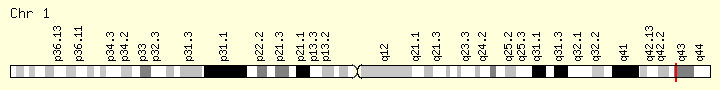 Chr 1
p36.13
p36.11
p34.3
p34.2
p33
p32.3
p31.3
p31.1
p22.2
p21.3
p21.1
p13.3
p13.2
q12
q21.1
q21.3
q23.3
q24.2
q25.2
q25.3
q31.1
q31.3
q32.1
q32.2
q41
q42.13
q42.2
q43
q44